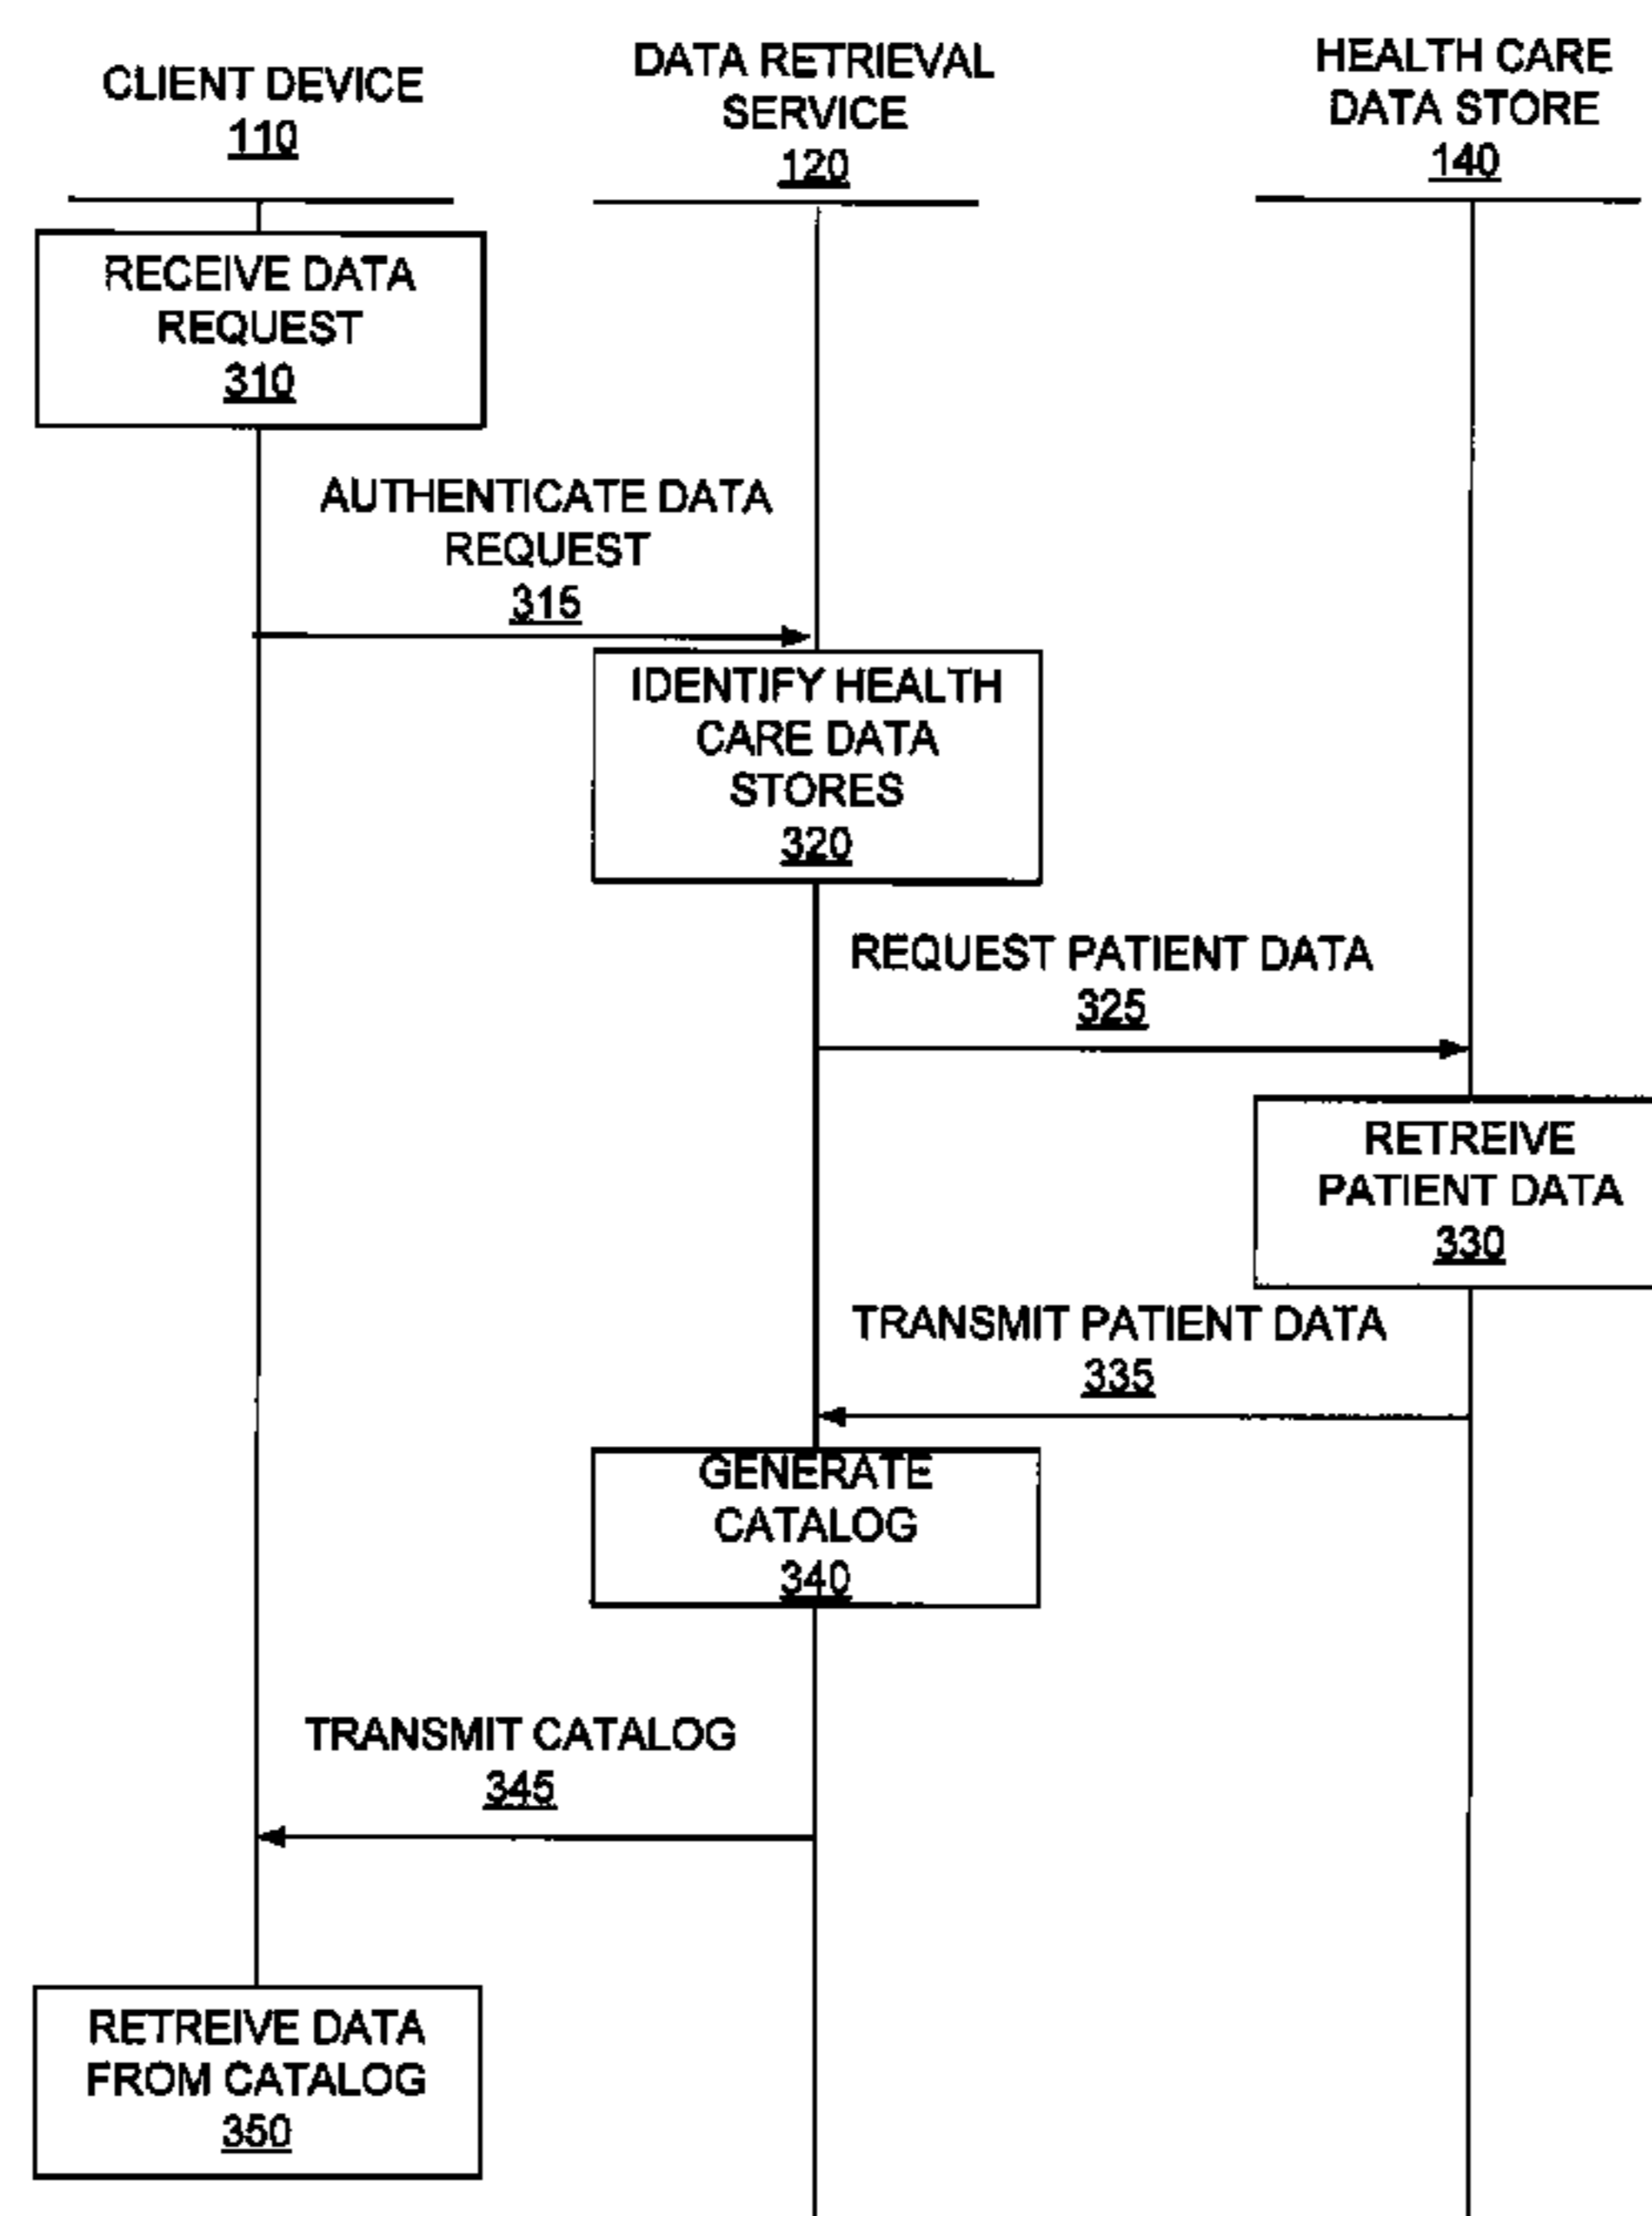 CLIENT DEVICE
110
DATA RETRIEVAL
SERVICE
120
HEALTH CARE
DATA STORE
140
RECEIVE DATA
REQUEST
310
AUTHENTICATE DATA
REQUEST
315
IDENTIFY HEALTH
CARE DATA
STORES
320
REQUEST PATIENT DATA
325
RETREIVE
PATIENT DATA
330
TRANSMIT PATIENT DATA
335
GENERATE
CATALOG
340
TRANSMIT CATALOG
345
RETREIVE DATA
FROM CATALOG
350